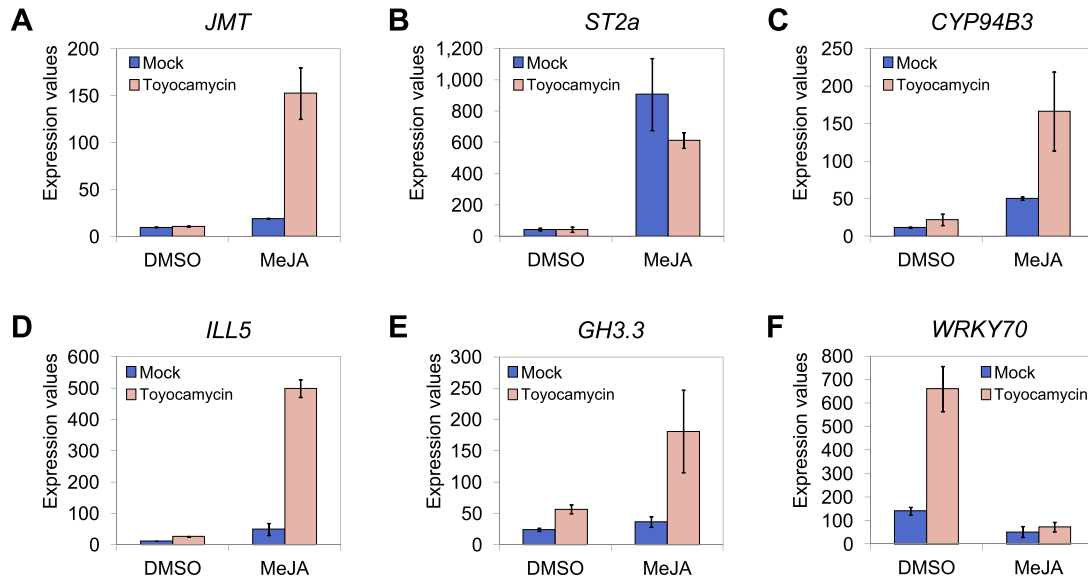 A JMT
Expression values
200
150
100
50
0
Mock
Toyocamycin
DMSO MeJA
B ST2a
Expression values
1,200
1,000
800
600
400
200
0
Mock
Toyocamycin
DMSO MeJA
C CYP94B3
Expression values
250
200
150
100
50
0
Mock
Toyocamycin
DMSO MeJA
D ILL5
Expression values
600
500
400
300
200
100
0
Mock
Toyocamycin
DMSO MeJA
E GH3.3
Expression values
300
250
200
150
100
50
0
Mock
Toyocamycin
DMSO MeJA
F WRKY70
Expression values
800
700
600
500
400
300
200
100
0
Mock
Toyocamycin
DMSO MeJA